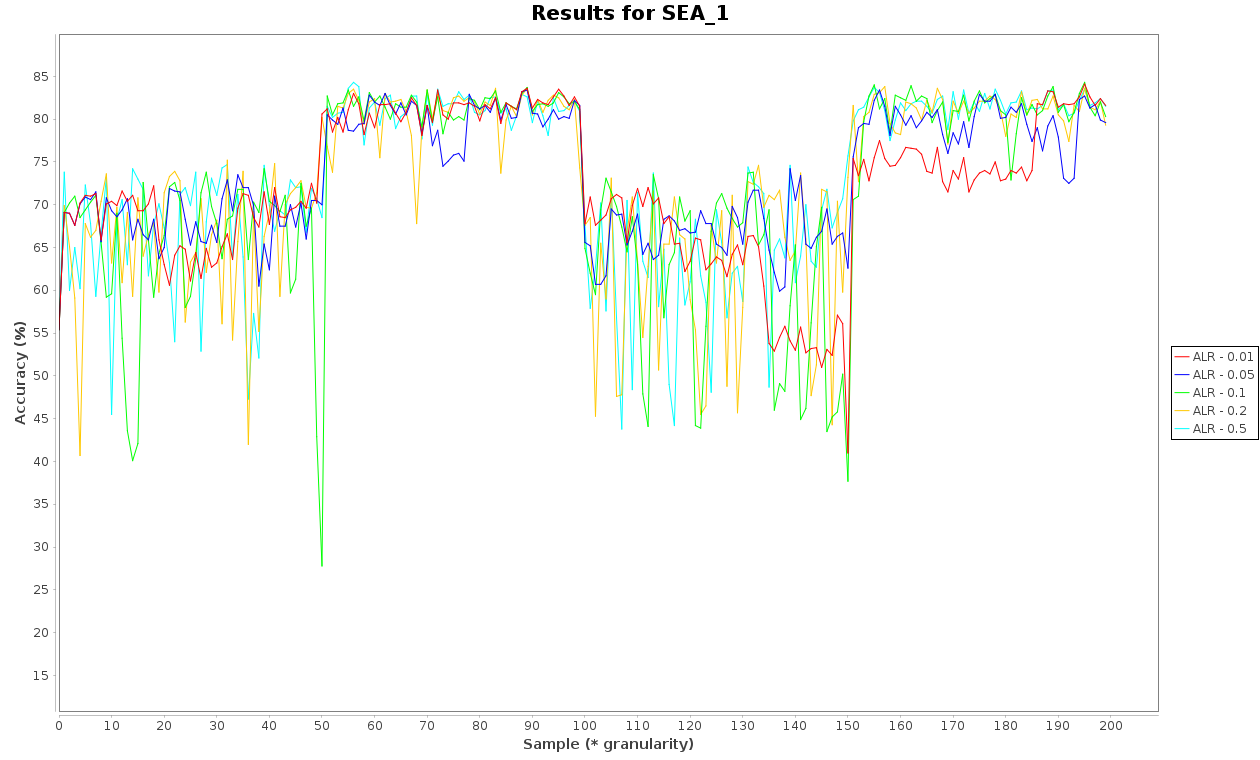 Results for SEA_1
Accuracy (%)
85
80
75
70
65
60
55
50
45
40
35
30
25
20
15
0 10 20 30 40 50 60 70 80 90 100 110 120 130 140 150 160 170 180 190 200
Sample (* granularity)
ALR - 0.01
ALR - 0.05
ALR - 0.1
ALR - 0.2
ALR - 0.5